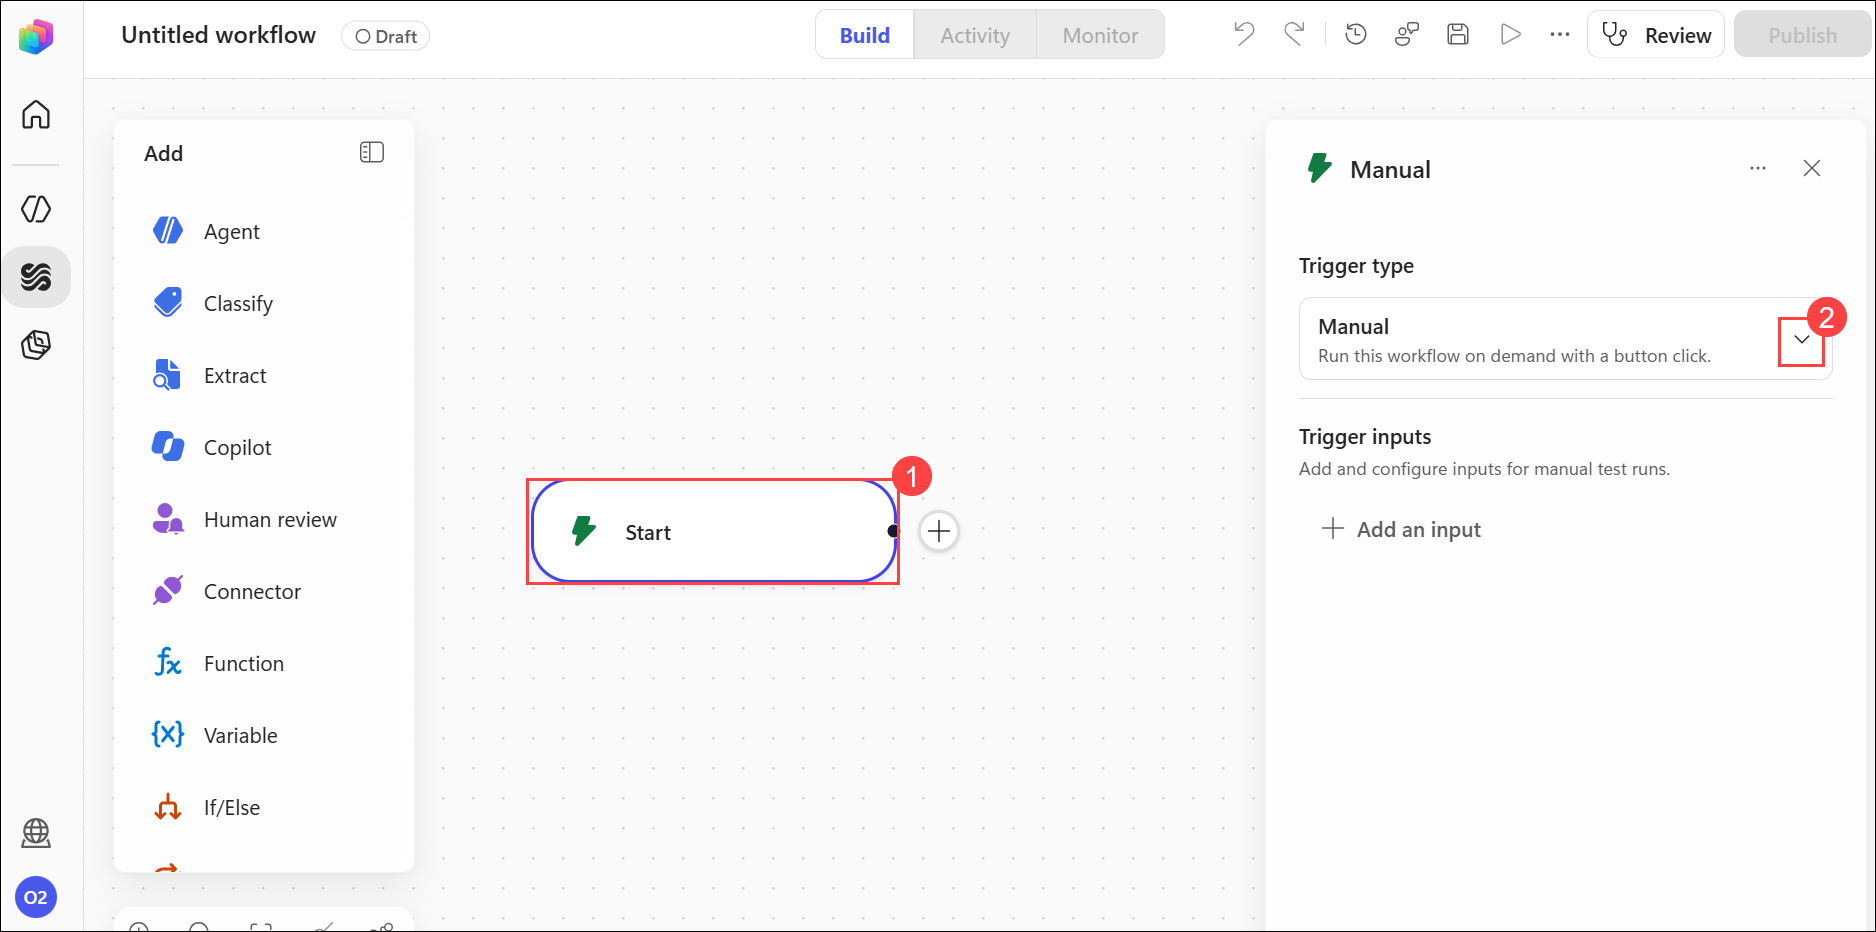 Untitled workflow
Draft
Build
Activity
Monitor
Review
Publish
Add
Agent
Classify
Extract
Copilot
Human review
Connector
Function
Variable
If/Else
O2
Start
1
Manual
Trigger type
Manual
Run this workflow on demand with a button click.
2
Trigger inputs
Add and configure inputs for manual test runs.
Add an input